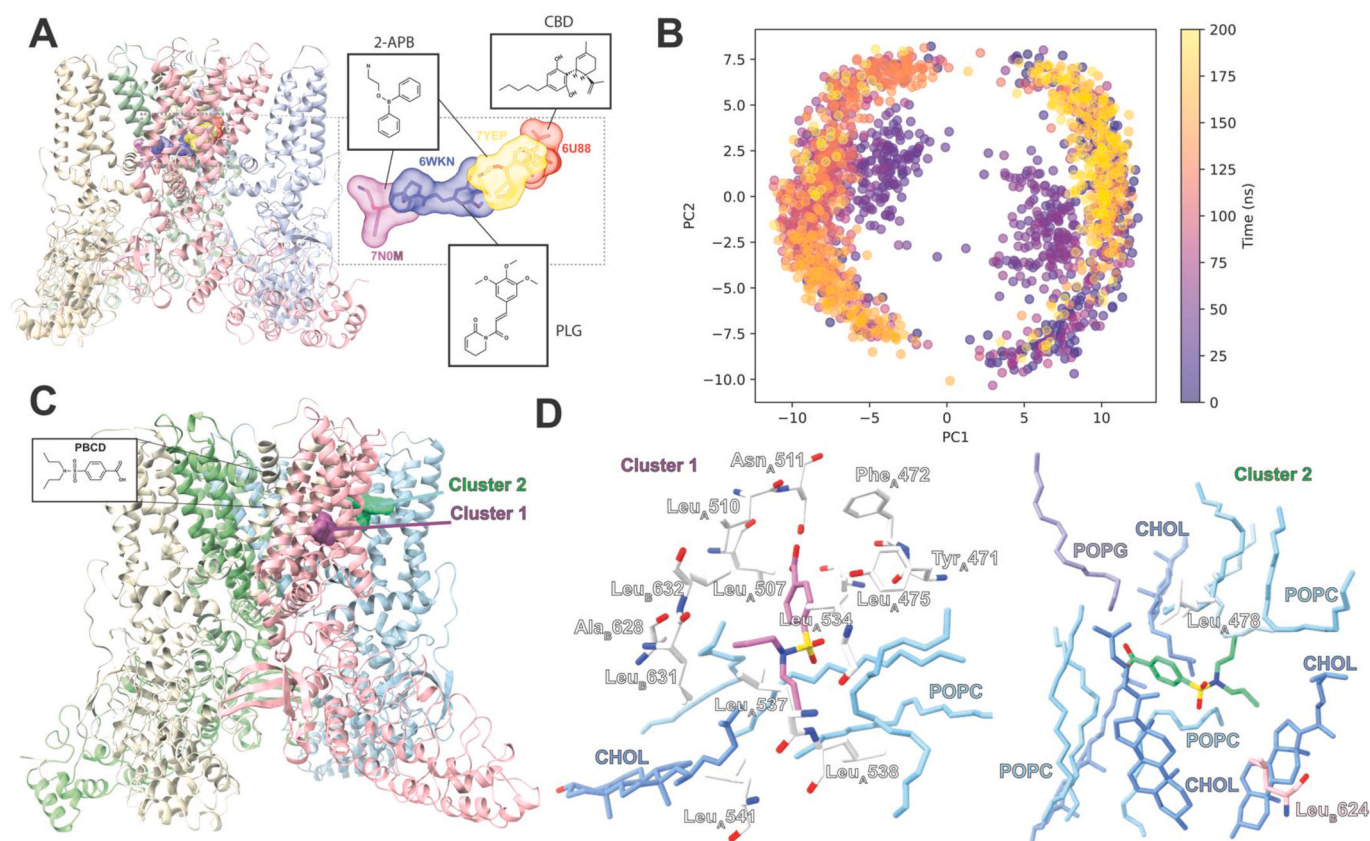 A
2-APB
N
O
B
CBD
OH
OH
H
H
7YEP
6U88
6WKN
7N0M
PLG
O
O
O
O
N
O
B
PC2
7.5
5.0
2.5
0.0
−2.5
−5.0
−7.5
−10.0
−10
−5
0
5
10
PC1
200
175
150
125
100
75
50
25
0
Time (ns)
C
PBCD
O
O
N
S
O
OH
Cluster 2
Cluster 1
D
Cluster 1
AsnA511
PheA472
LeuA510
TyrA471
LeuB632
LeuA507
LeuA475
LeuA534
AlaB628
LeuB631
LeuA537
POPC
CHOL
LeuA538
LeuA541
Cluster 2
CHOL
POPG
POPC
LeuA478
CHOL
POPC
POPC
CHOL
LeuB624